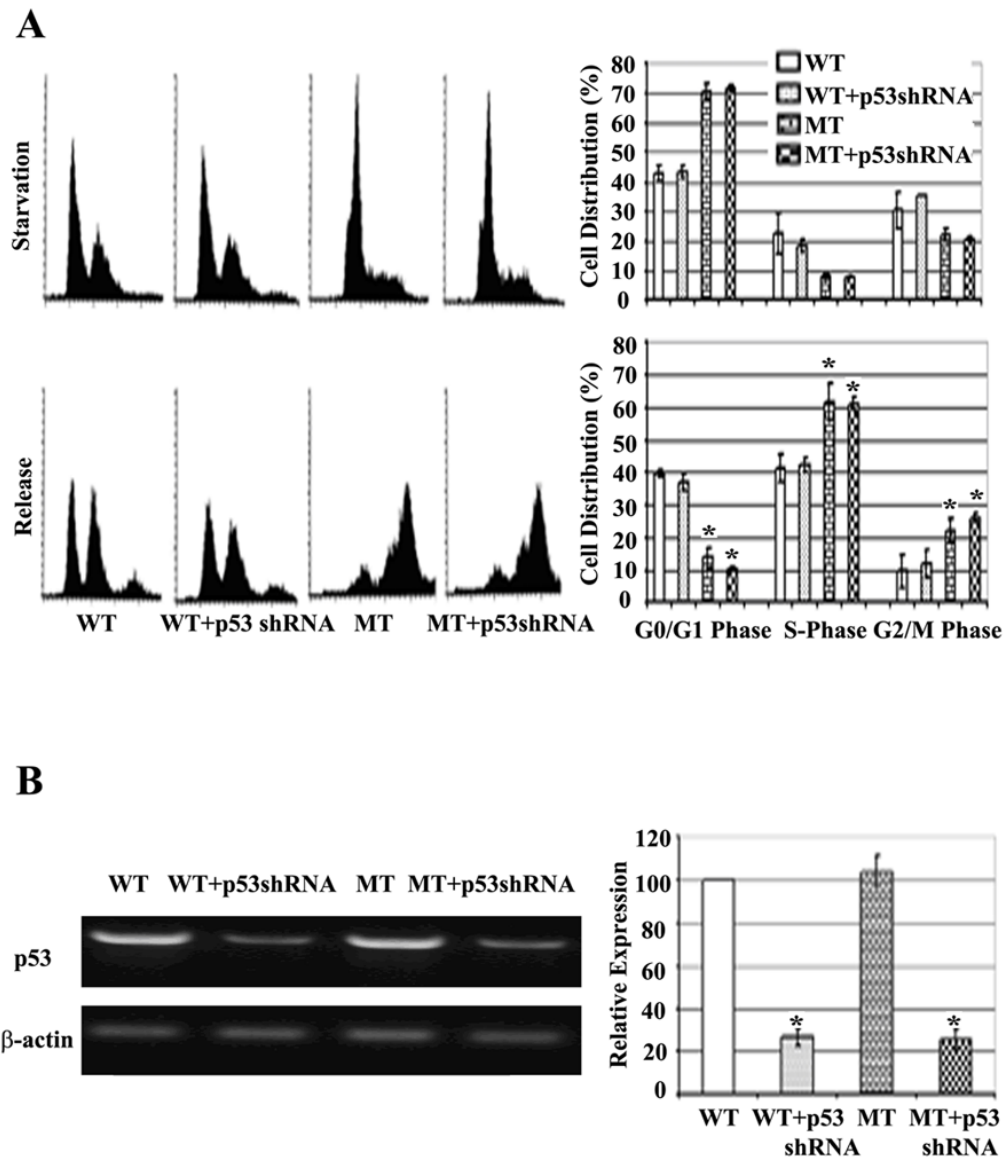 A
Starvation
Release
WT
WT+p53 shRNA
MT
MT+p53shRNA
Cell Distribution (%)
80
70
60
50
40
30
20
10
0
WT
WT+p53shRNA
MT
MT+p53shRNA
Cell Distribution (%)
80
70
60
50
40
30
20
10
0
* * * * * *
G0/G1 Phase S-Phase G2/M Phase
B
WT WT+p53shRNA MT MT+p53shRNA
p53
β-actin
Relative Expression
120
100
80
60
40
20
0
* *
WT WT+p53 shRNA MT MT+p53 shRNA